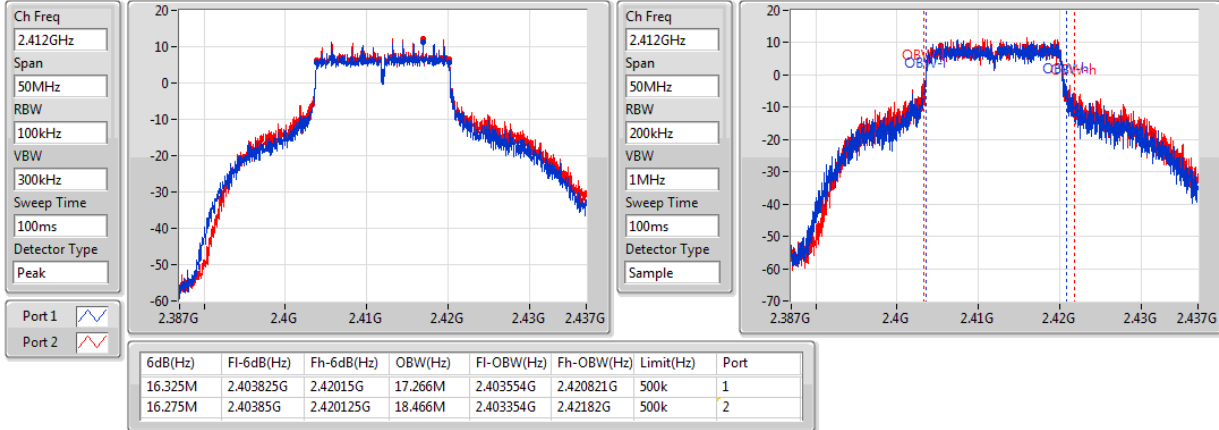 Ch Freq
2.412GHz
Span
50MHz
RBW
100kHz
VBW
300kHz
Sweep Time
100ms
Detector Type
Peak
Port 1
Port 2
20
10
0
-10
-20
-30
-40
-50
-60
2.387G 2.4G 2.41G 2.42G 2.43G 2.437G
Ch Freq
2.412GHz
Span
50MHz
RBW
200kHz
VBW
1MHz
Sweep Time
100ms
Detector Type
Sample
20
10
0
-10
-20
-30
-40
-50
-60
-70
2.387G 2.4G 2.41G 2.42G 2.43G 2.437G
6dB(Hz) Fl-6dB(Hz) Fh-6dB(Hz) OBW(Hz) Fl-OBW(Hz) Fh-OBW(Hz) Limit(Hz) Port
16.325M 2.403825G 2.42015G 17.266M 2.403554G 2.420821G 500k 1
16.275M 2.40385G 2.420125G 18.466M 2.403354G 2.42182G 500k 2